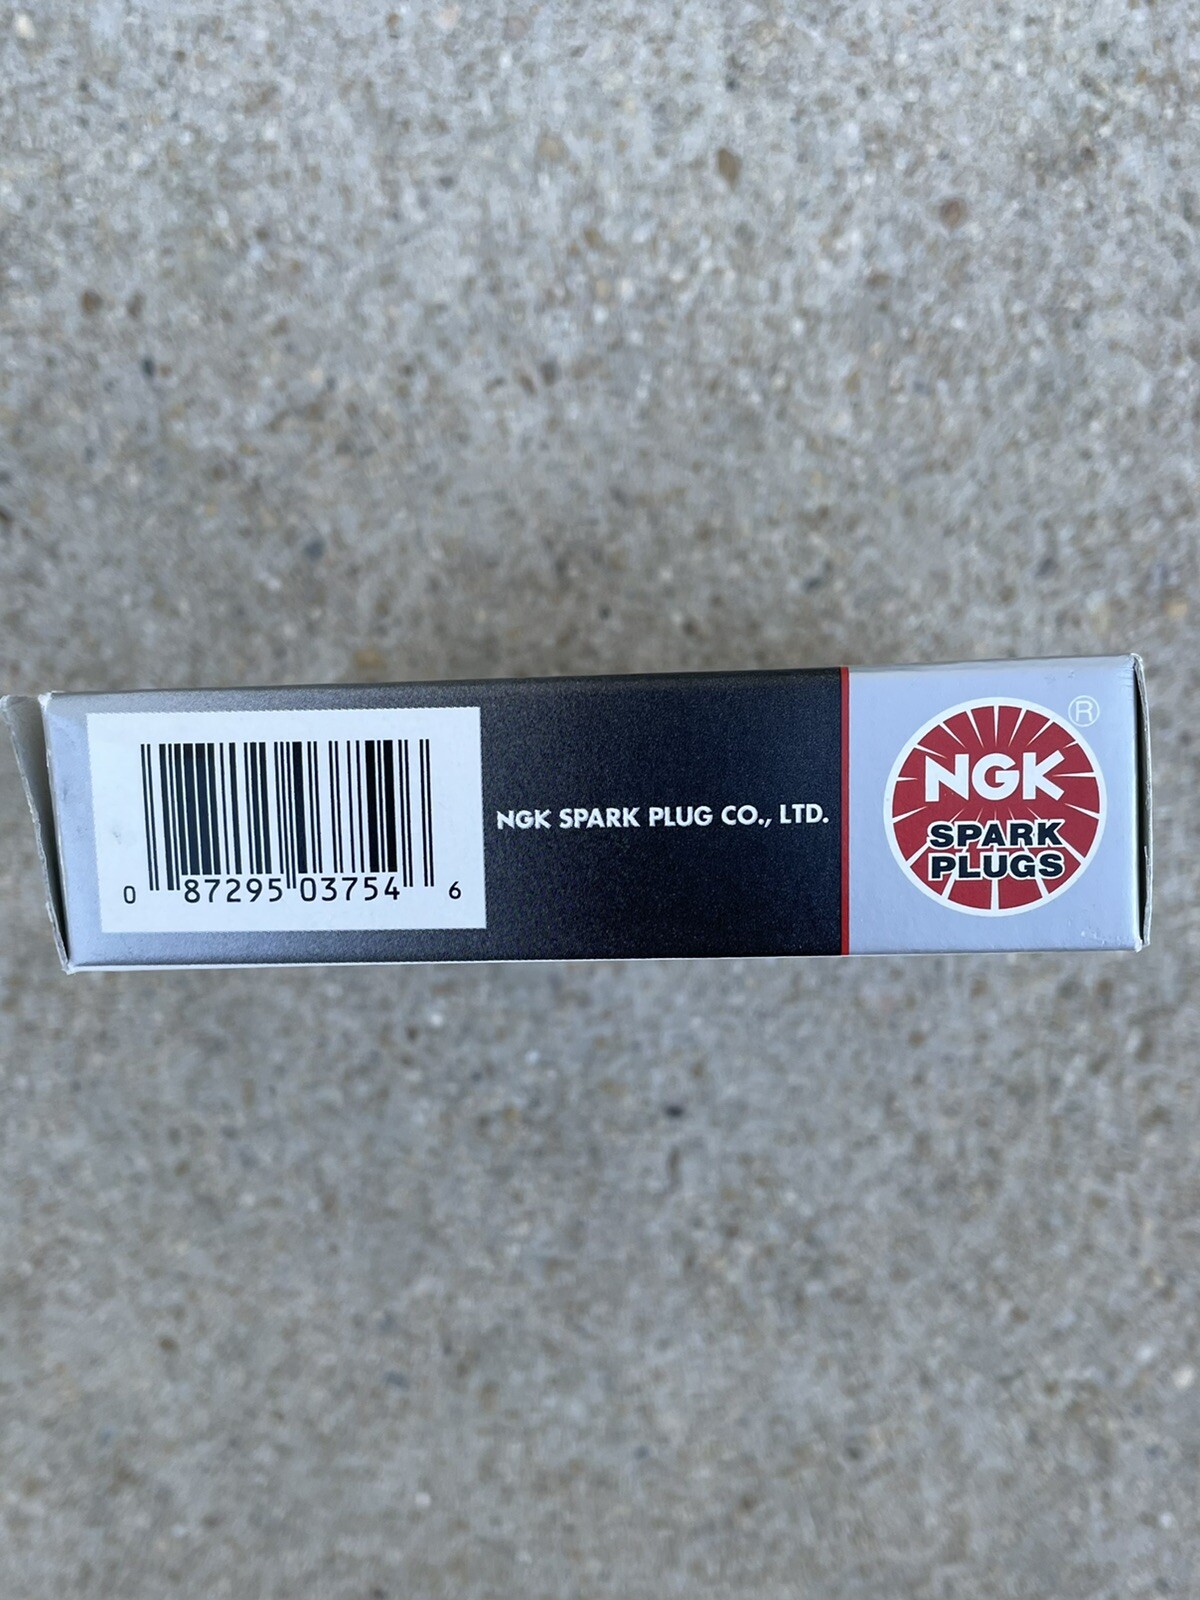 0 87295 03754 6
NGK SPARK PLUG CO., LTD.
NGK
SPARK
PLUGS
®